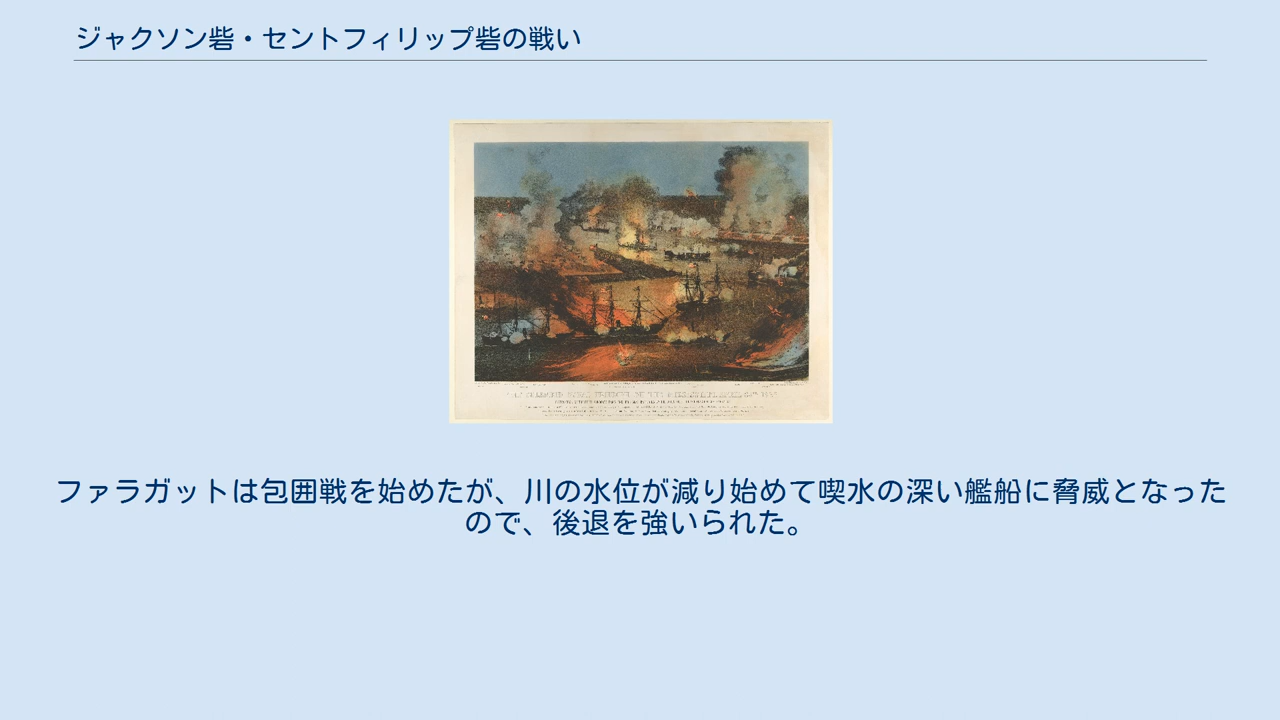 ジャクソン砦・セントフィリップ砦の戦い
ファラガットは包囲戦を始めたが、川の水位が減り始めて喫水の深い艦船に脅威となった
ので、後退を強いられた。